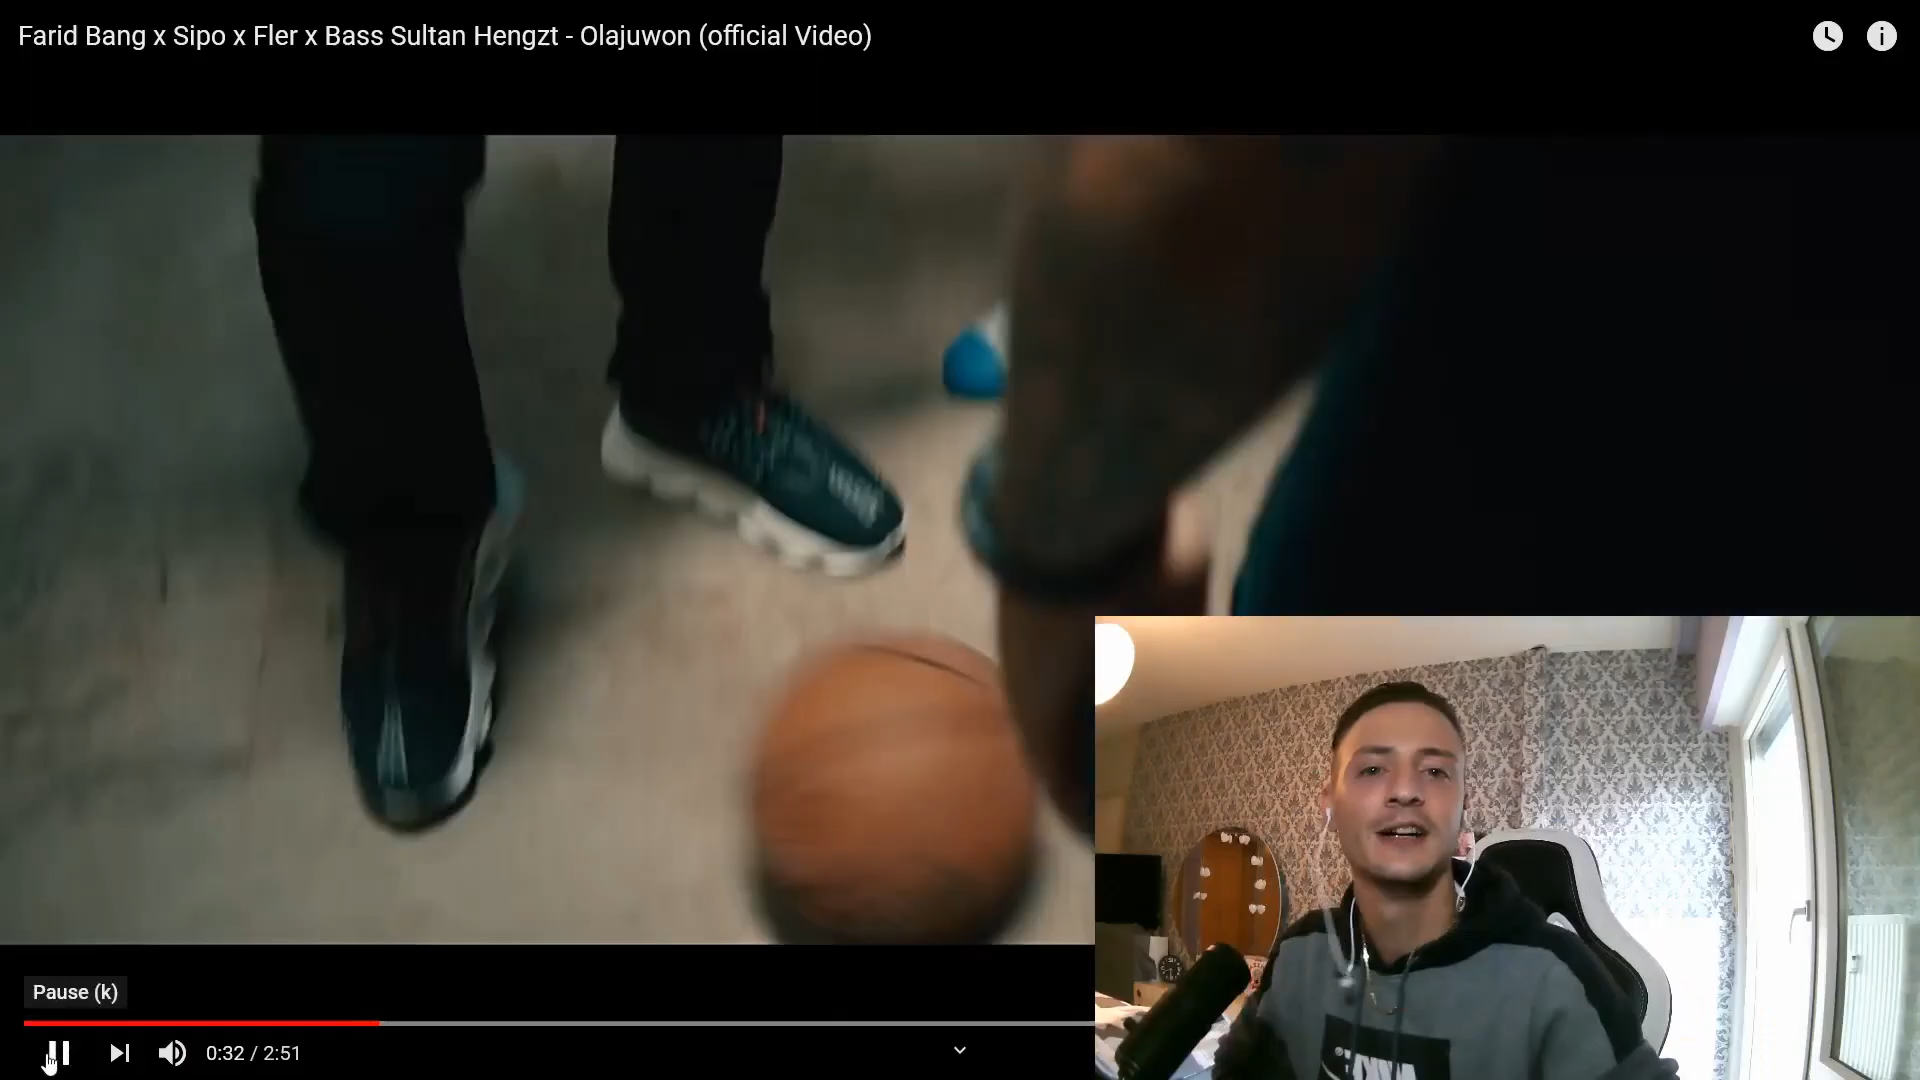 Farid Bang x Sipo x Fler x Bass Sultan Hengzt - Olajuwon (official Video)
Pause (k)
0:32 / 2:51